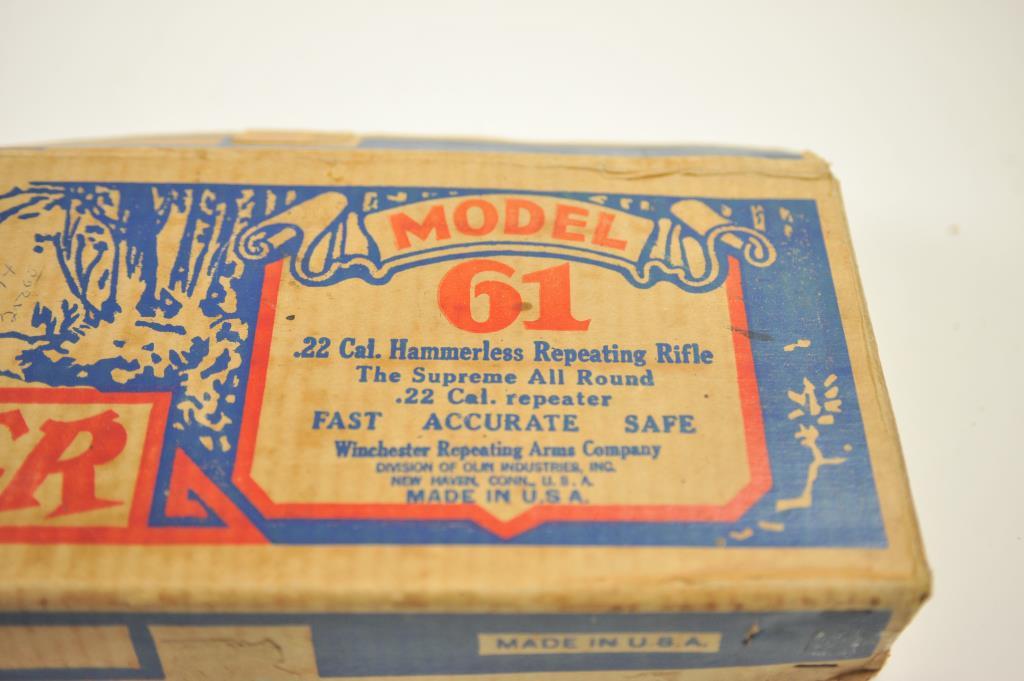 MODEL
61
.22 Cal. Hammerless Repeating Rifle
The Supreme All Round
.22 Cal. repeater
FAST ACCURATE SAFE
Winchester Repeating Arms Company
DIVISION OF OLIN INDUSTRIES, INC.
NEW HAVEN, CONN., U.S.A.
MADE IN U.S.A.
ER
MADE IN U.S.A.